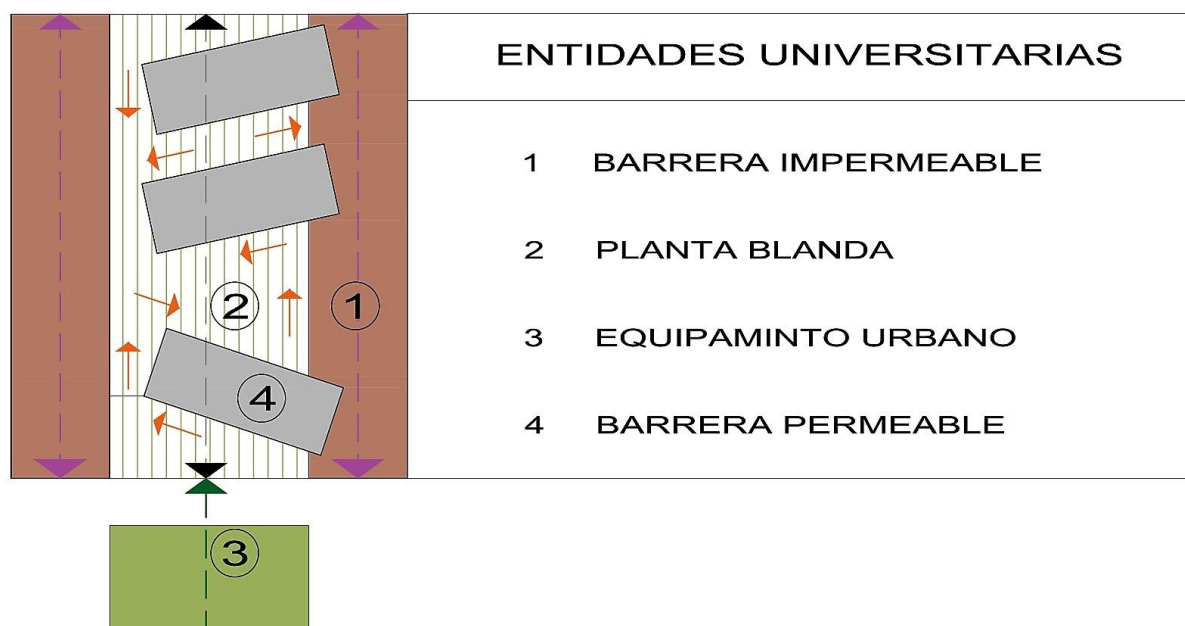 ENTIDADES UNIVERSITARIAS
1 BARRERA IMPERMEABLE
2 PLANTA BLANDA
3 EQUIPAMINTO URBANO
4 BARRERA PERMEABLE
2
1
4
3